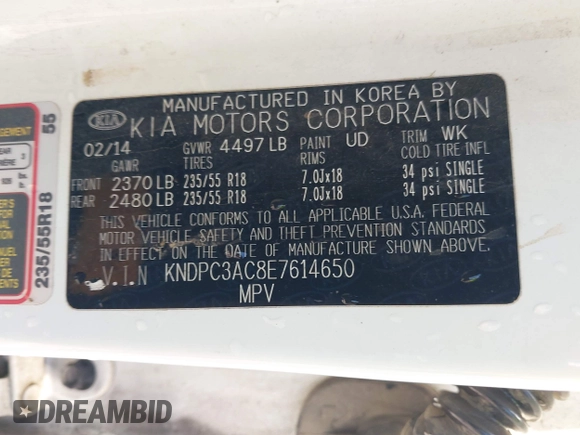 MANUFACTURED IN KOREA BY
KIA KIA MOTORS CORPORATION
02/14 GVWR 4497 LB PAINT UD TRIM WK
GAWR TIRES RIMS COLD TIRE INFL
FRONT 2370 LB 235/55 R18 7.0Jx18 34 psi SINGLE
REAR 2480 LB 235/55 R18 7.0Jx18 34 psi SINGLE
THIS VEHICLE CONFORMS TO ALL APPLICABLE U.S.A. FEDERAL
MOTOR VEHICLE SAFETY AND THEFT PREVENTION STANDARDS
IN EFFECT ON THE DATE OF MANUFACTURE SHOWN ABOVE.
V.I.N KNDPC3AC8E7614650
MPV
235/55R18 55
DREAMBID